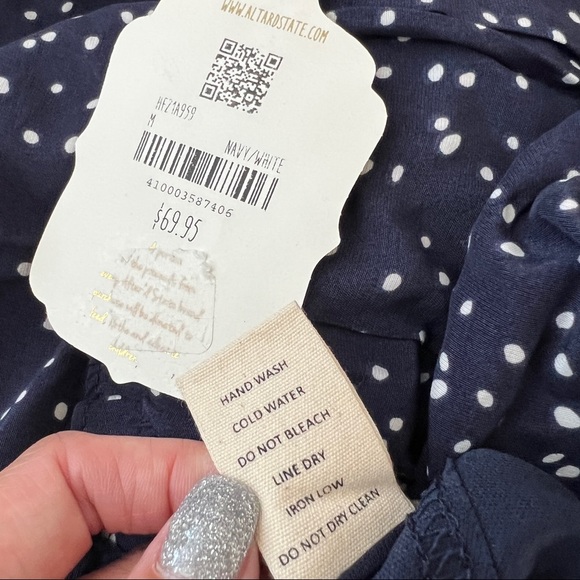 WWW.ALTARDSTATE.COM
HFZ1A959
M
NAVY/WHITE
410003587406
$69.95
HAND WASH
COLD WATER
DO NOT BLEACH
LINE DRY
IRON LOW
DO NOT DRY CLEAN